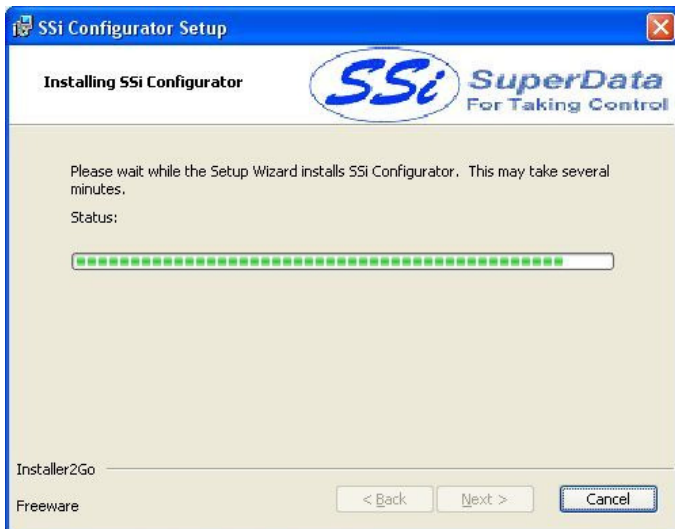 SSi Configurator Setup
Installing SSi Configurator
SSi
SuperData
For Taking Control
Please wait while the Setup Wizard installs SSi Configurator. This may take several
minutes.
Status:
Installer2Go
Freeware
< Back
Next >
Cancel